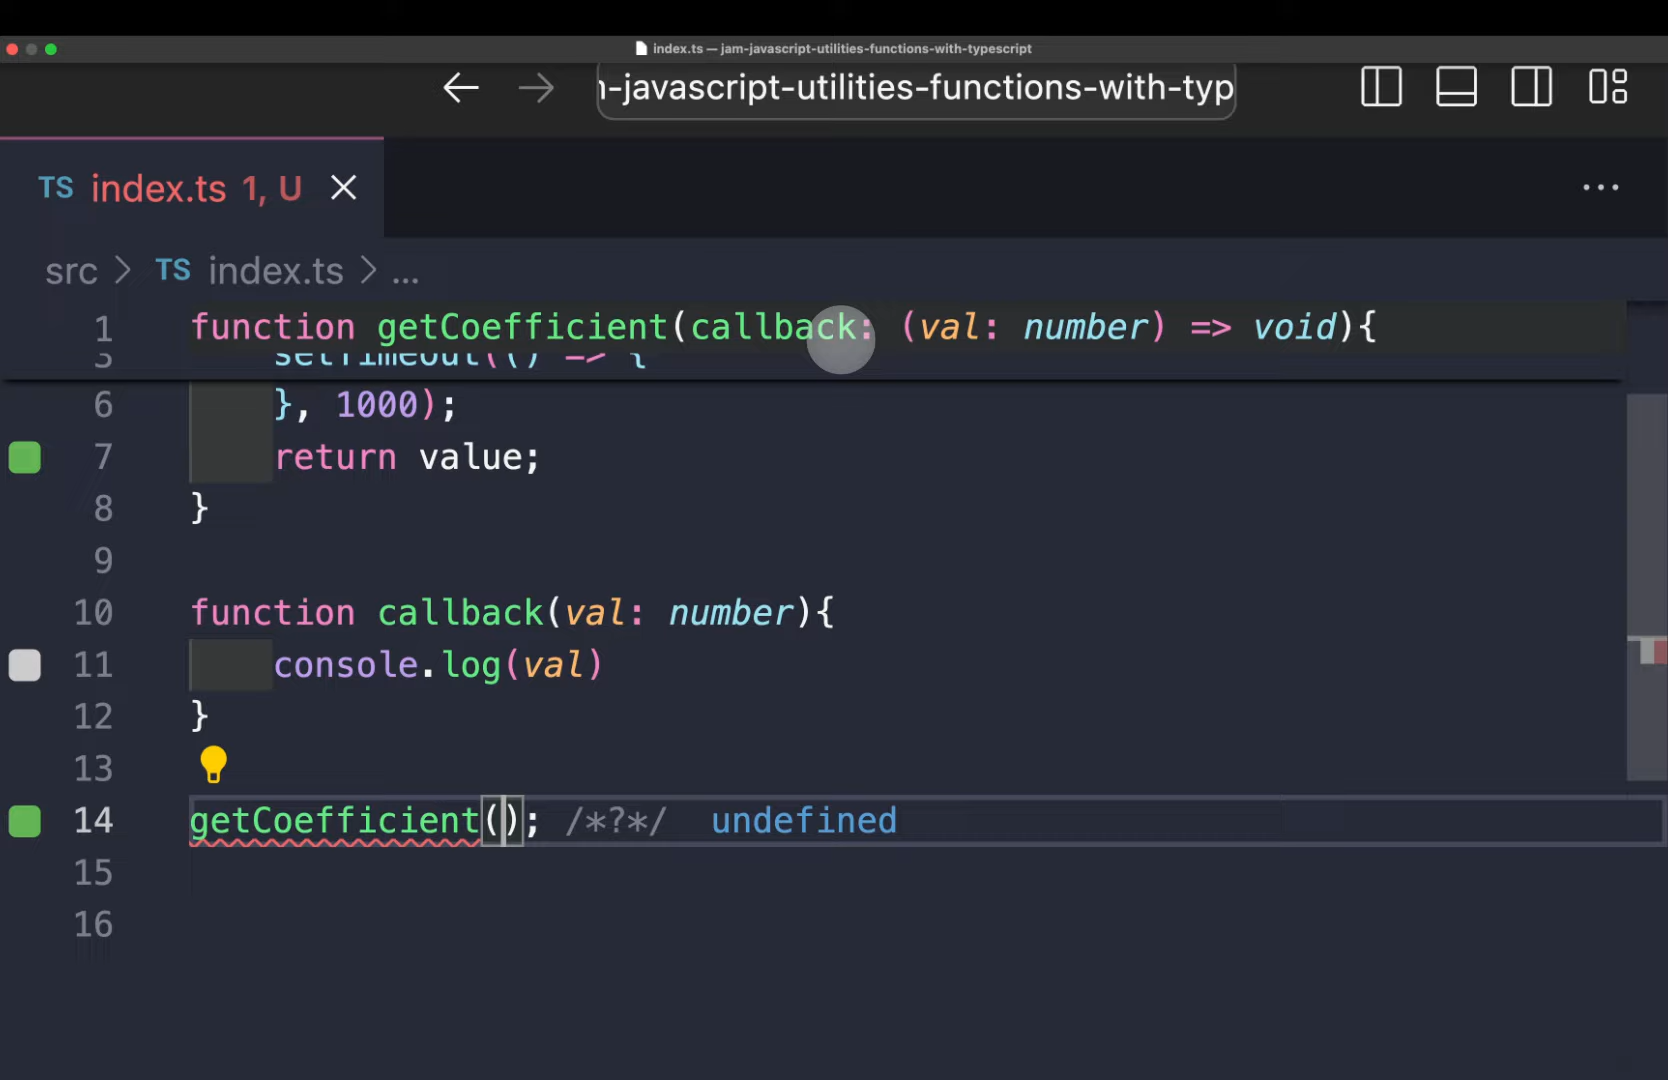 index.ts — jam-javascript-utilities-functions-with-typescript
-javascript-utilities-functions-with-typ
TS index.ts 1, U
src > TS index.ts > ...
1 function getCoefficient(callback: (val: number) => void){
3 setTimeout(() => {
6 }, 1000);
7 return value;
8 }
9
10 function callback(val: number){
11 console.log(val)
12 }
13
14 getCoefficient(); /*?*/ undefined
15
16